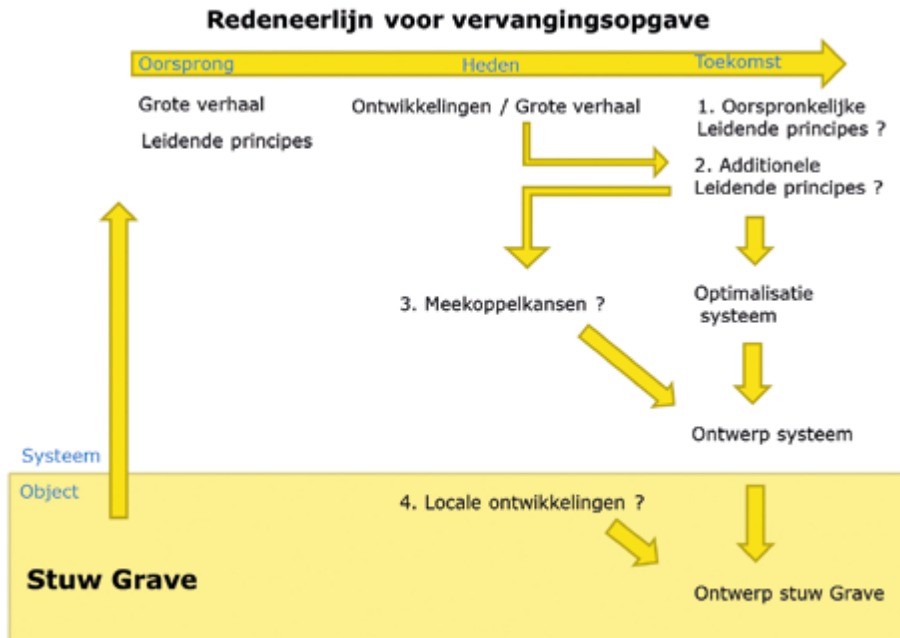 Redeneerlijn voor vervangingsopgave
Oorsprong
Heden
Toekomst
Grote verhaal
Leidende principes
Ontwikkelingen / Grote verhaal
1. Oorspronkelijke
Leidende principes ?
2. Additionele
Leidende principes ?
3. Meekoppelkansen ?
Optimalisatie
systeem
Ontwerp systeem
Systeem
Object
4. Locale ontwikkelingen ?
Stuw Grave
Ontwerp stuw Grave